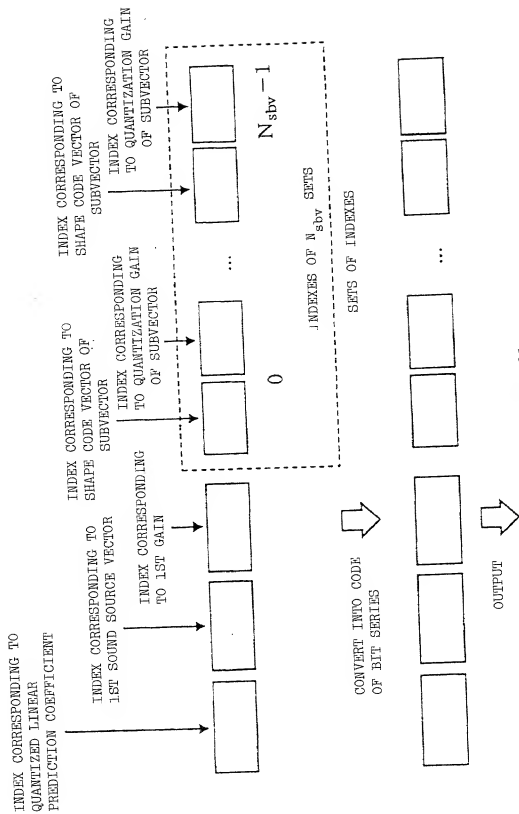 INDEX CORRESPONDING TO
QUANTIZED LINEAR
PREDICTION COEFFICIENT
INDEX CORRESPONDING TO
1ST SOUND SOURCE VECTOR
INDEX CORRESPONDING
TO 1ST GAIN
INDEX CORRESPONDING TO
SHAPE CODE VECTOR OF
SUBVECTOR
INDEX CORRESPONDING
TO QUANTIZATION GAIN
OF SUBVECTOR
INDEX CORRESPONDING TO
SHAPE CODE VECTOR OF
SUBVECTOR
INDEX CORRESPONDING
TO QUANTIZATION GAIN
OF SUBVECTOR
...
0
Nsbv−1
INDEXES OF Nsbv SETS
SETS OF INDEXES
CONVERT INTO CODE
OF BIT SERIES
...
OUTPUT